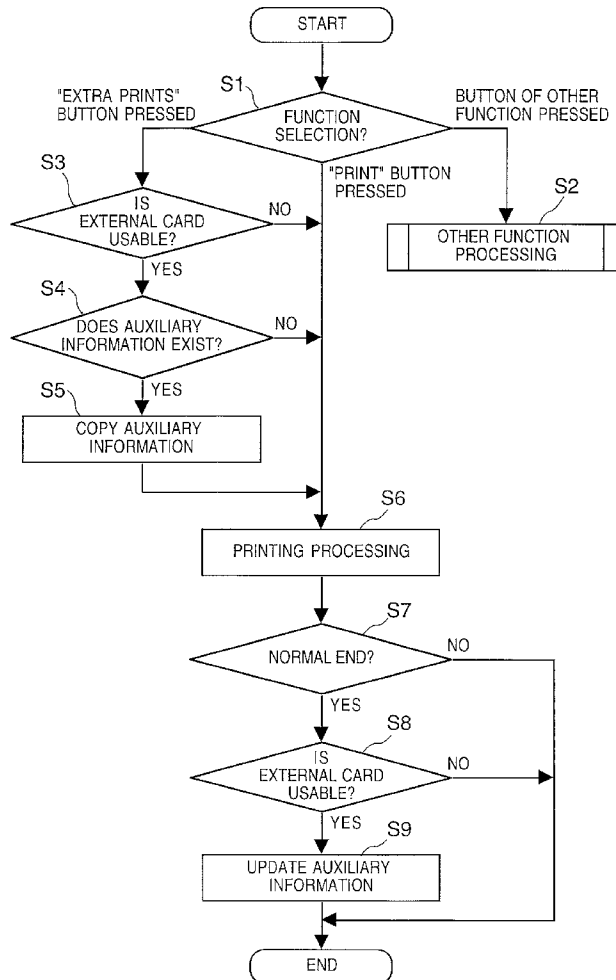 START
S1
"EXTRA PRINTS"
BUTTON PRESSED
FUNCTION
SELECTION?
BUTTON OF OTHER
FUNCTION PRESSED
"PRINT" BUTTON
PRESSED
S3
IS
EXTERNAL CARD
USABLE?
NO
YES
S2
OTHER FUNCTION
PROCESSING
S4
DOES AUXILIARY
INFORMATION EXIST?
NO
YES
S5
COPY AUXILIARY
INFORMATION
S6
PRINTING PROCESSING
S7
NORMAL END?
NO
YES
S8
IS
EXTERNAL CARD
USABLE?
NO
YES
S9
UPDATE AUXILIARY
INFORMATION
END